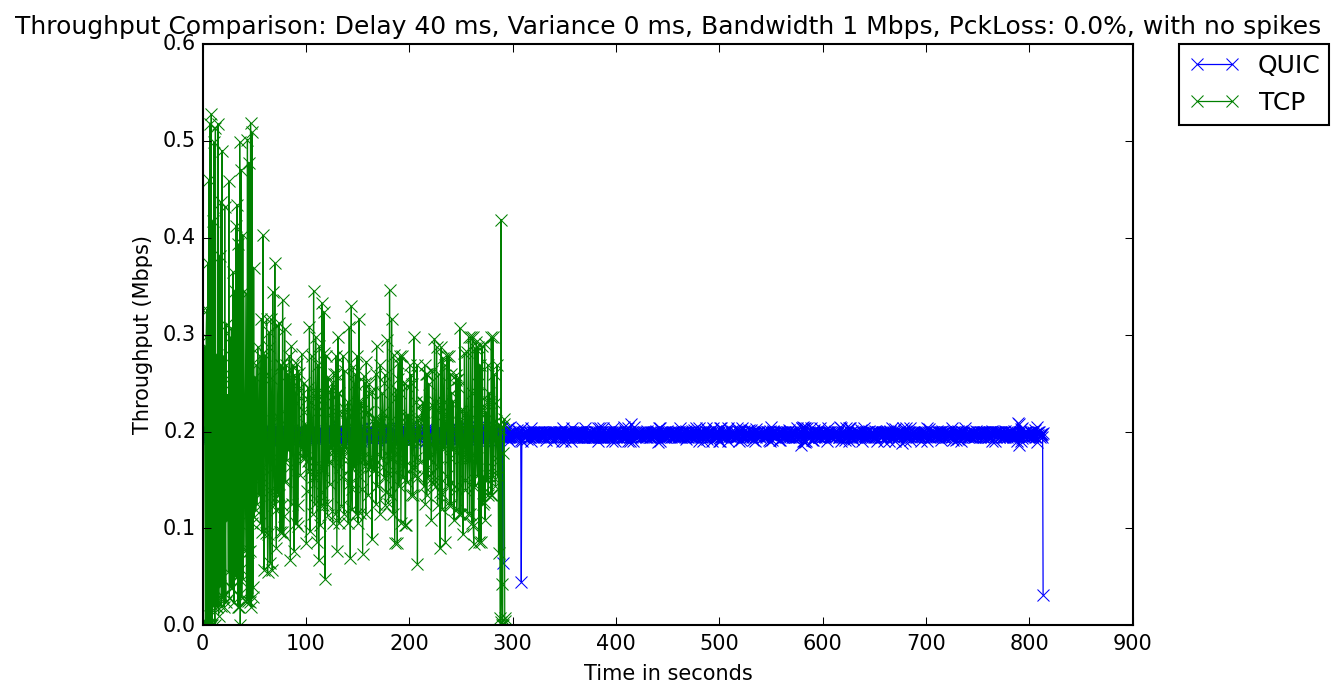 Throughput Comparison: Delay 40 ms, Variance 0 ms, Bandwidth 1 Mbps, PckLoss: 0.0%, with no spikes
QUIC
TCP
Throughput (Mbps)
0.6
0.5
0.4
0.3
0.2
0.1
0.0
0 100 200 300 400 500 600 700 800 900
Time in seconds